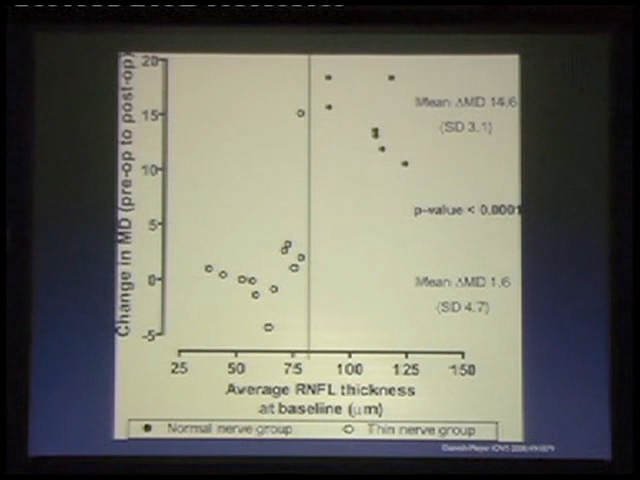 Change in MD (pre-op to post-op)
20
15
10
5
0
-5
25 50 75 100 125 150
Average RNFL thickness
at baseline (μm)
Mean ΔMD 14.6
(SD 3.1)
p-value < 0.0001
Mean ΔMD 1.6
(SD 4.7)
Normal nerve group
Thin nerve group